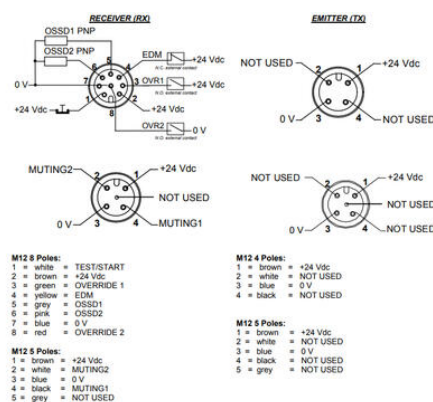 RECEIVER (RX)
EMITTER (TX)
OSSD1 PNP
OSSD2 PNP
EDM
+24 Vdc
N.C. external contact
OVR1
+24 Vdc
N.O. external contact
0 V
+24 Vdc
+24 Vdc
OVR2
0 V
N.O. external contact
5
6
4
7
3
1
2
8
NOT USED
+24 Vdc
2
1
3
4
0 V
NOT USED
MUTING2
+24 Vdc
2
1
NOT USED
3
4
0 V
MUTING1
NOT USED
+24 Vdc
2
1
NOT USED
3
4
0 V
NOT USED
M12 8 Poles:
1 = white = TEST/START
2 = brown = +24 Vdc
3 = green = OVERRIDE 1
4 = yellow = EDM
5 = grey = OSSD1
6 = pink = OSSD2
7 = blue = 0 V
8 = red = OVERRIDE 2
M12 5 Poles:
1 = brown = +24 Vdc
2 = white = MUTING2
3 = blue = 0 V
4 = black = MUTING1
5 = grey = NOT USED
M12 4 Poles:
1 = brown = +24 Vdc
2 = white = NOT USED
3 = blue = 0 V
4 = black = NOT USED
M12 5 Poles:
1 = brown = +24 Vdc
2 = white = NOT USED
3 = blue = 0 V
4 = black = NOT USED
5 = grey = NOT USED